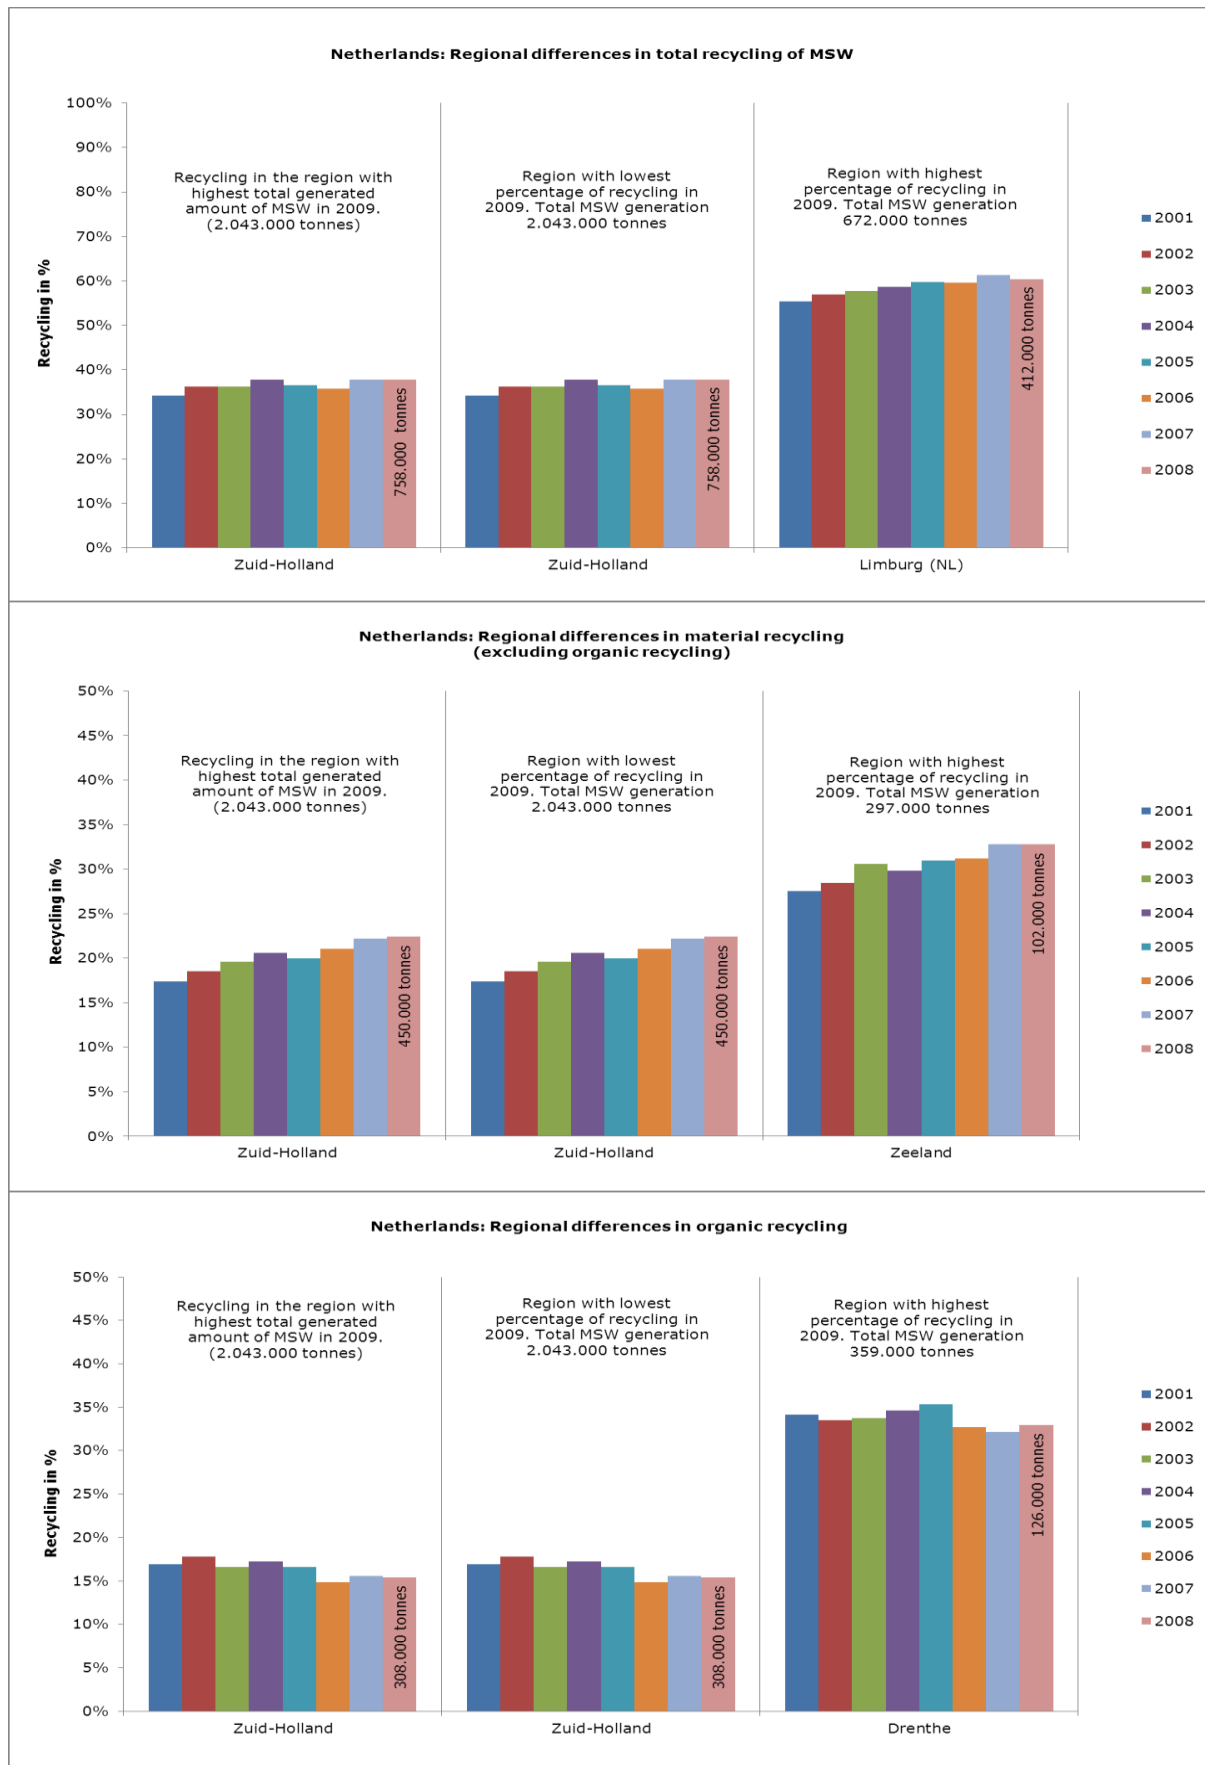 Netherlands: Regional differences in total recycling of MSW
100%
90%
80%
70%
60%
50%
40%
30%
20%
10%
0%
Recycling in %
Recycling in the region with
highest total generated
amount of MSW in 2009.
(2.043.000 tonnes)
Region with lowest
percentage of recycling in
2009. Total MSW generation
2.043.000 tonnes
Region with highest
percentage of recycling in
2009. Total MSW generation
672.000 tonnes
758.000 tonnes
758.000 tonnes
412.000 tonnes
Zuid-Holland
Zuid-Holland
Limburg (NL)
2001
2002
2003
2004
2005
2006
2007
2008
Netherlands: Regional differences in material recycling
(excluding organic recycling)
50%
45%
40%
35%
30%
25%
20%
15%
10%
5%
0%
Recycling in %
Recycling in the region with
highest total generated
amount of MSW in 2009.
(2.043.000 tonnes)
Region with lowest
percentage of recycling in
2009. Total MSW generation
2.043.000 tonnes
Region with highest
percentage of recycling in
2009. Total MSW generation
297.000 tonnes
450.000 tonnes
450.000 tonnes
102.000 tonnes
Zuid-Holland
Zuid-Holland
Zeeland
2001
2002
2003
2004
2005
2006
2007
2008
Netherlands: Regional differences in organic recycling
50%
45%
40%
35%
30%
25%
20%
15%
10%
5%
0%
Recycling in %
Recycling in the region with
highest total generated
amount of MSW in 2009.
(2.043.000 tonnes)
Region with lowest
percentage of recycling in
2009. Total MSW generation
2.043.000 tonnes
Region with highest
percentage of recycling in
2009. Total MSW generation
359.000 tonnes
308.000 tonnes
308.000 tonnes
126.000 tonnes
Zuid-Holland
Zuid-Holland
Drenthe
2001
2002
2003
2004
2005
2006
2007
2008